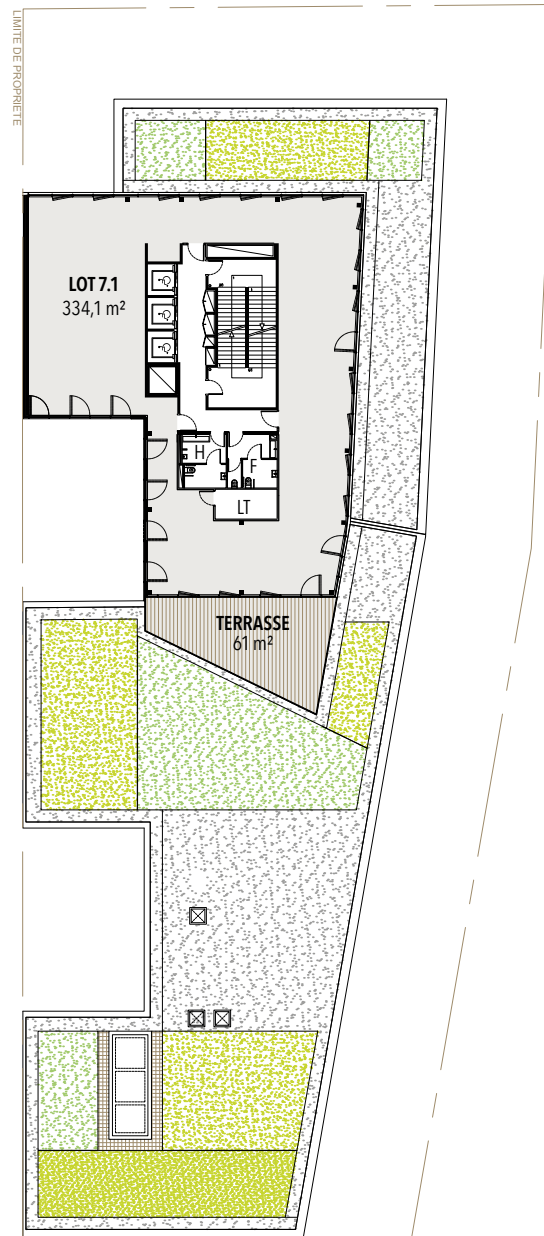 LIMITE DE PROPRIETE
LOT 7.1
334,1 m²
H
F
LT
TERRASSE
61 m²